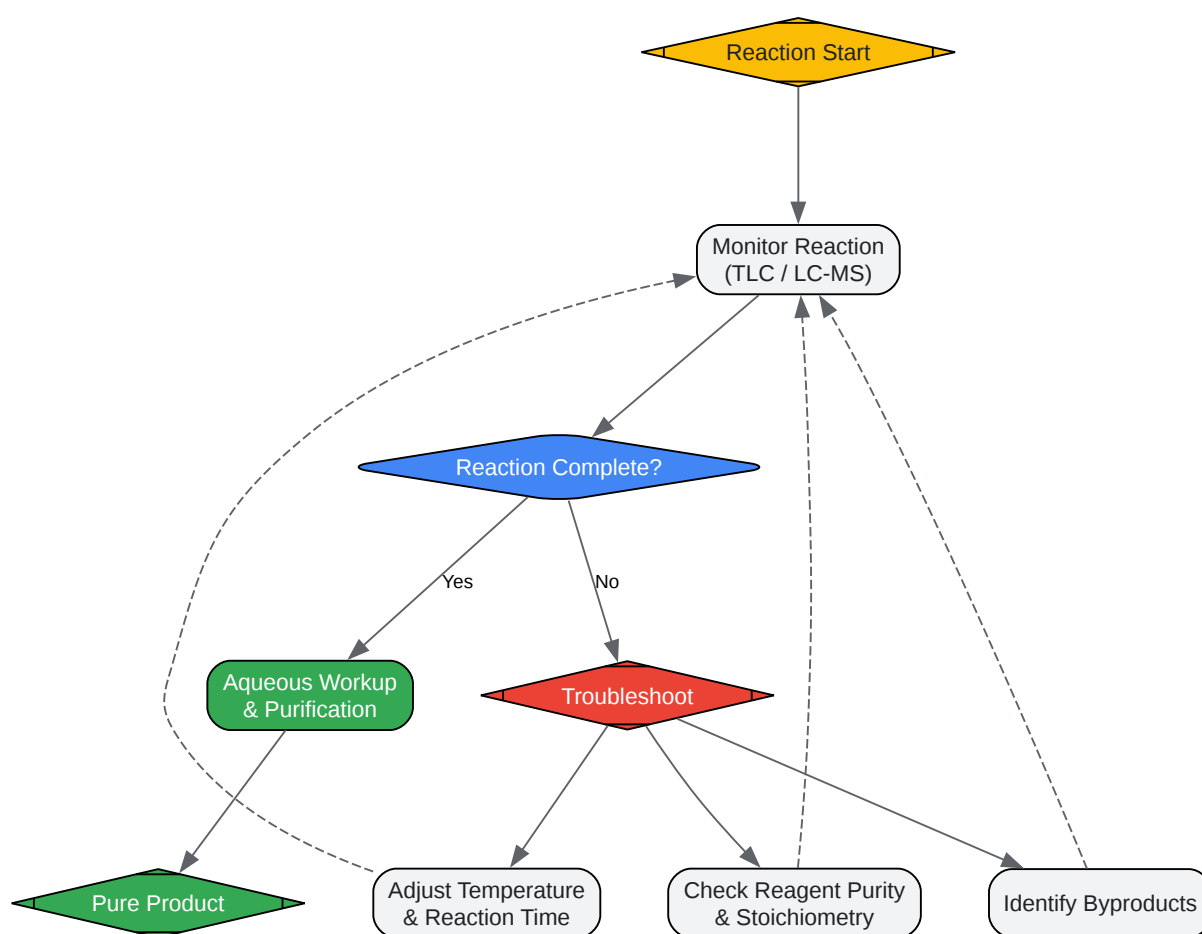 Reaction Start
Monitor Reaction
(TLC / LC-MS)
Reaction Complete?
Yes
No
Aqueous Workup
& Purification
Troubleshoot
Pure Product
Adjust Temperature
& Reaction Time
Check Reagent Purity
& Stoichiometry
Identify Byproducts